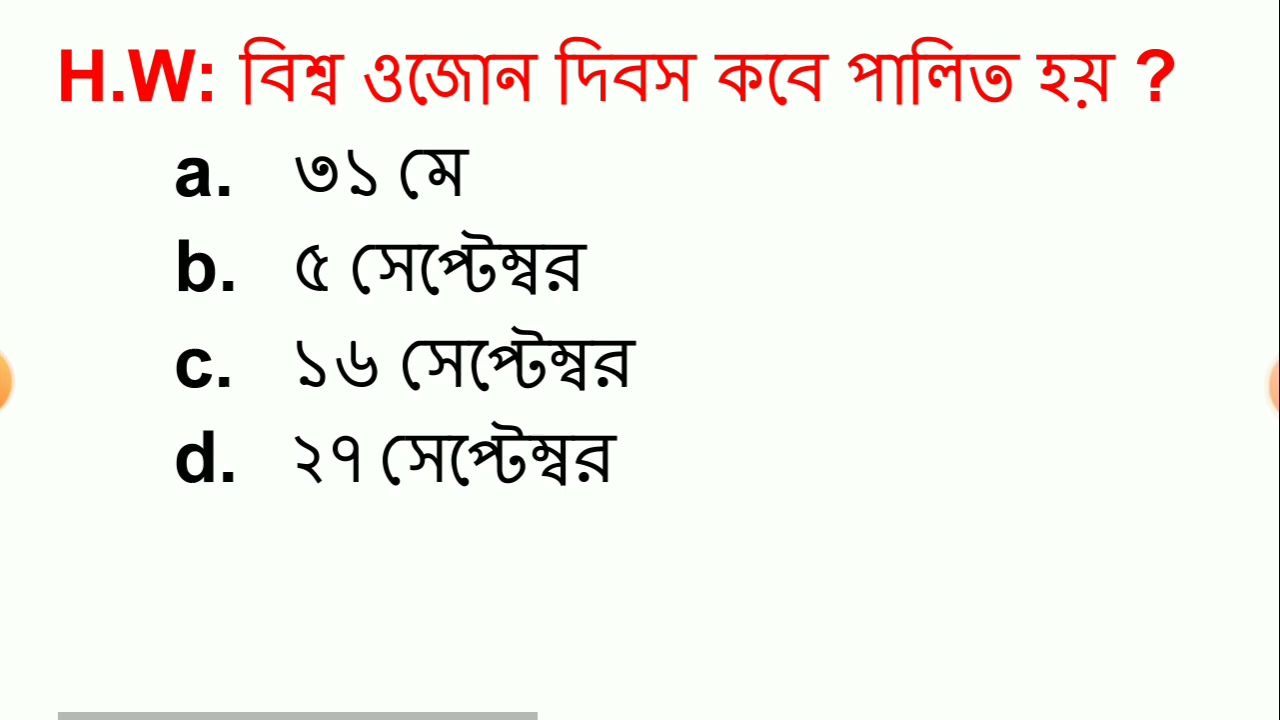 H.W: বিশ্ব ওজোন দিবস কবে পালিত হয় ?
a. ৩১ মে
b. ৫ সেপ্টেম্বর
c. ১৬ সেপ্টেম্বর
d. ২৭ সেপ্টেম্বর